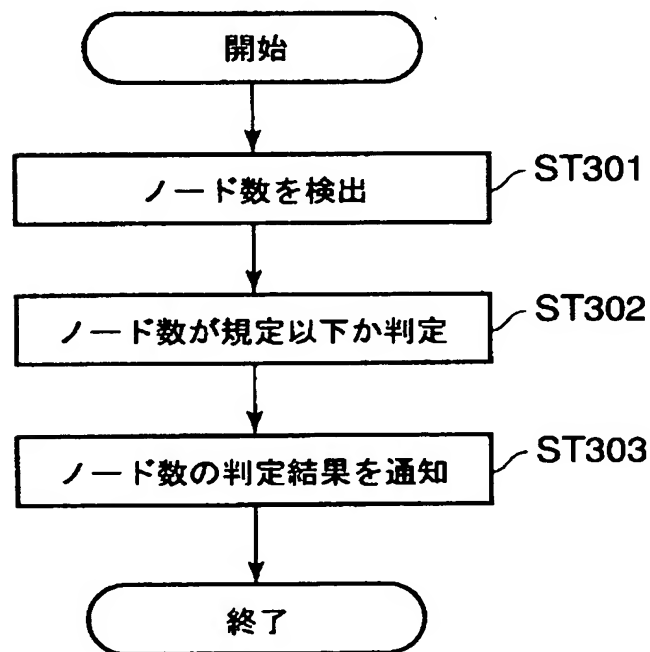 開始
ノード数を検出
ST301
ノード数が規定以下か判定
ST302
ノード数の判定結果を通知
ST303
終了